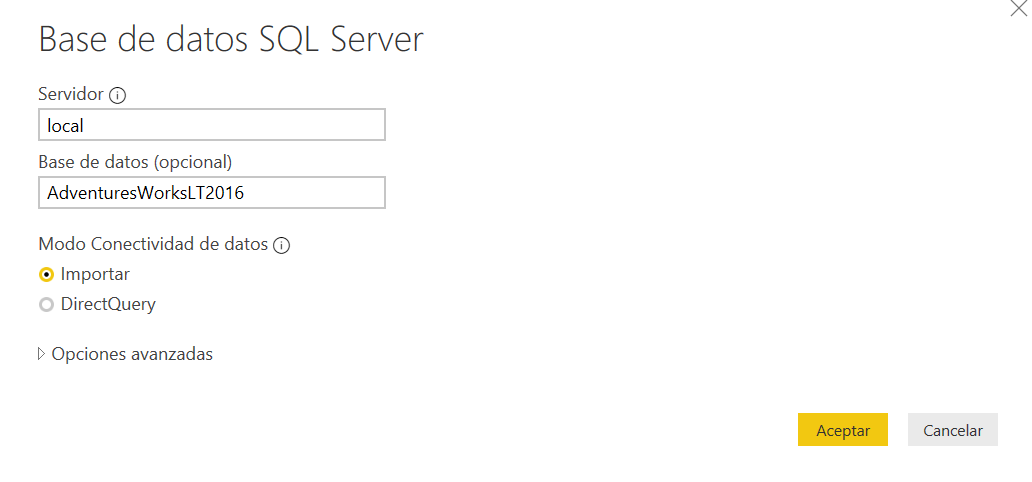 Base de datos SQL Server
Servidor
local
Base de datos (opcional)
AdventuresWorksLT2016
Modo Conectividad de datos
Importar
DirectQuery
Opciones avanzadas
Aceptar Cancelar